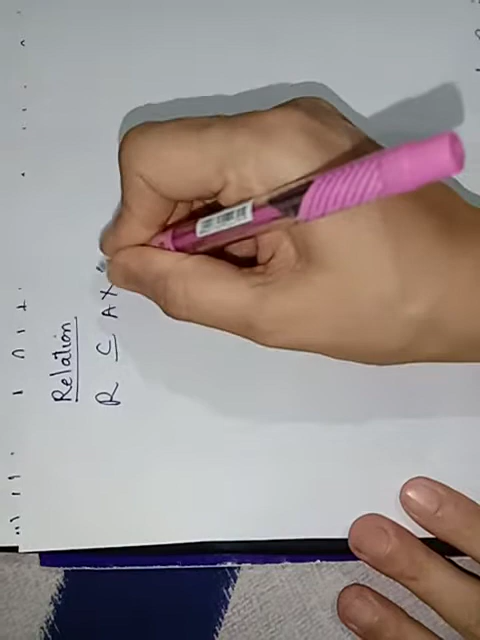 Relation
R ⊆ A X